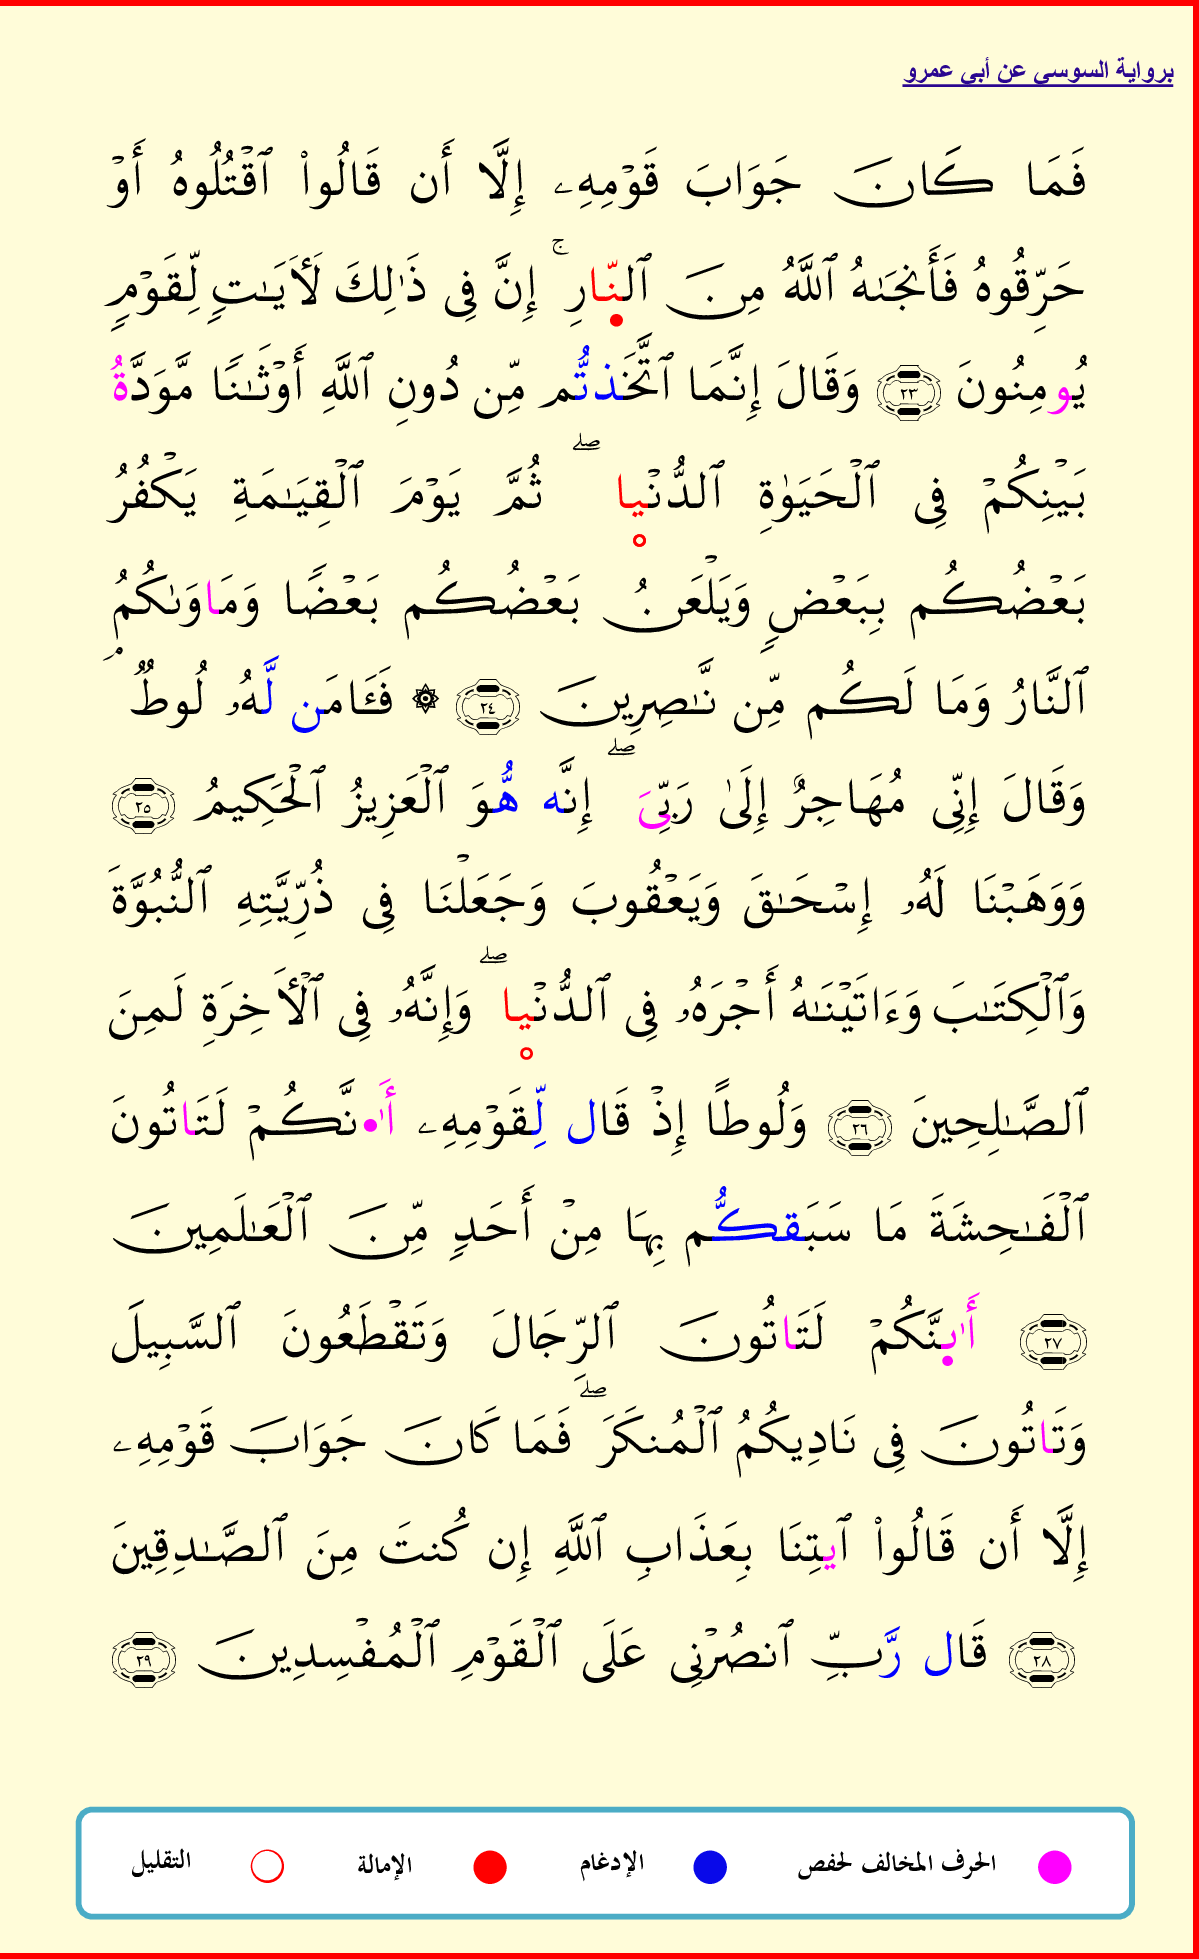 برواية السوسي عن أبي عمرو
فَمَا كَانَ جَوَابَ قَوْمِهِۦ إِلَّا أَن قَالُوا۟ ٱقْتُلُوهُ أَوْ
حَرِّقُوهُ فَأَنجَىٰهُ ٱللَّهُ مِنَ ٱلنَّارِ ۚ إِنَّ فِى ذَٰلِكَ لَأَيَـٰتٍ لِّقَوْمٍ
يُومِنُونَ ٢٣ وَقَالَ إِنَّمَا ٱتَّخَذتُّم مِّن دُونِ ٱللَّهِ أَوْثَـٰنًا مَّوَدَّةُ
بَيْنِكُمْ فِى ٱلْحَيَوٰةِ ٱلدُّنْيا ۖ ثُمَّ يَوْمَ ٱلْقِيَـٰمَةِ يَكْفُرُ
بَعْضُكُم بِبَعْضٍ وَيَلْعَنُ بَعْضُكُم بَعْضًا وَمَاوَىٰكُمُ
ٱلنَّارُ وَمَا لَكُم مِّن نَّـٰصِرِينَ ٢٤ ۞ فَـَٔامَن لَّهُۥ لُوطٌۘ
وَقَالَ إِنِّى مُهَاجِرٌ إِلَىٰ رَبِّىَ ۖ إِنَّه هُّوَ ٱلْعَزِيزُ ٱلْحَكِيمُ ٢٥
وَوَهَبْنَا لَهُۥ إِسْحَـٰقَ وَيَعْقُوبَ وَجَعَلْنَا فِى ذُرِّيَّتِهِ ٱلنُّبُوَّةَ
وَٱلْكِتَـٰبَ وَءَاتَيْنَـٰهُ أَجْرَهُۥ فِى ٱلدُّنْيا ۖ وَإِنَّهُۥ فِى ٱلْأَخِرَةِ لَمِنَ
ٱلصَّـٰلِحِينَ ٢٦ وَلُوطًا إِذْ قَال لِّقَوْمِهِۦ أَٰ۬نَّكُمْ لَتَاتُونَ
ٱلْفَـٰحِشَةَ مَا سَبَقكُّم بِهَا مِنْ أَحَدٍ مِّنَ ٱلْعَـٰلَمِينَ
٢٧ أَٰى۪نَّكُمْ لَتَاتُونَ ٱلرِّجَالَ وَتَقْطَعُونَ ٱلسَّبِيلَ
وَتَاتُونَ فِى نَادِيكُمُ ٱلْمُنكَرَ ۖ فَمَا كَانَ جَوَابَ قَوْمِهِۦ
إِلَّا أَن قَالُوا۟ ٱيتِنَا بِعَذَابِ ٱللَّهِ إِن كُنتَ مِنَ ٱلصَّـٰدِقِينَ
٢٨ قَال رَّبِّ ٱنصُرْنِى عَلَى ٱلْقَوْمِ ٱلْمُفْسِدِينَ ٢٩
الحرف المخالف لحفص الإدغام الإمالة التقليل